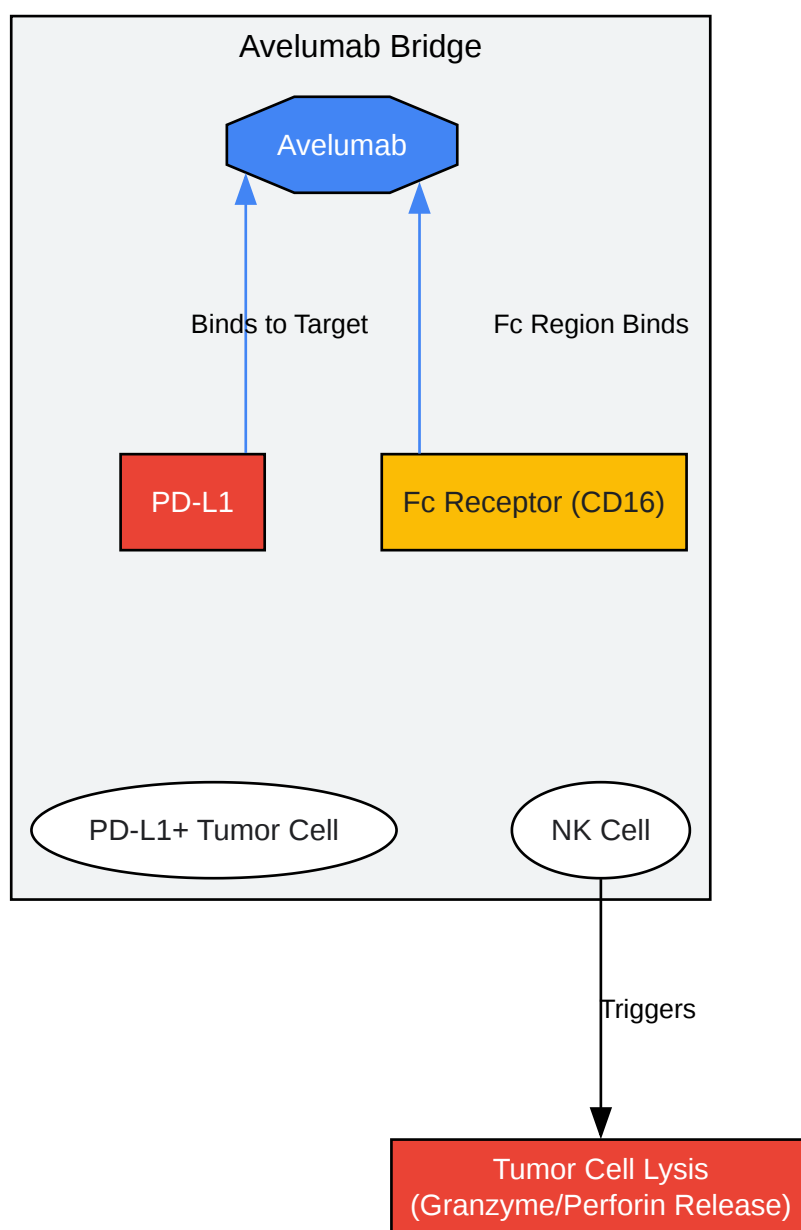 Avelumab Bridge
Avelumab
Binds to Target
Fc Region Binds
PD-L1
Fc Receptor (CD16)
PD-L1+ Tumor Cell
NK Cell
Triggers
Tumor Cell Lysis
(Granzyme/Perforin Release)